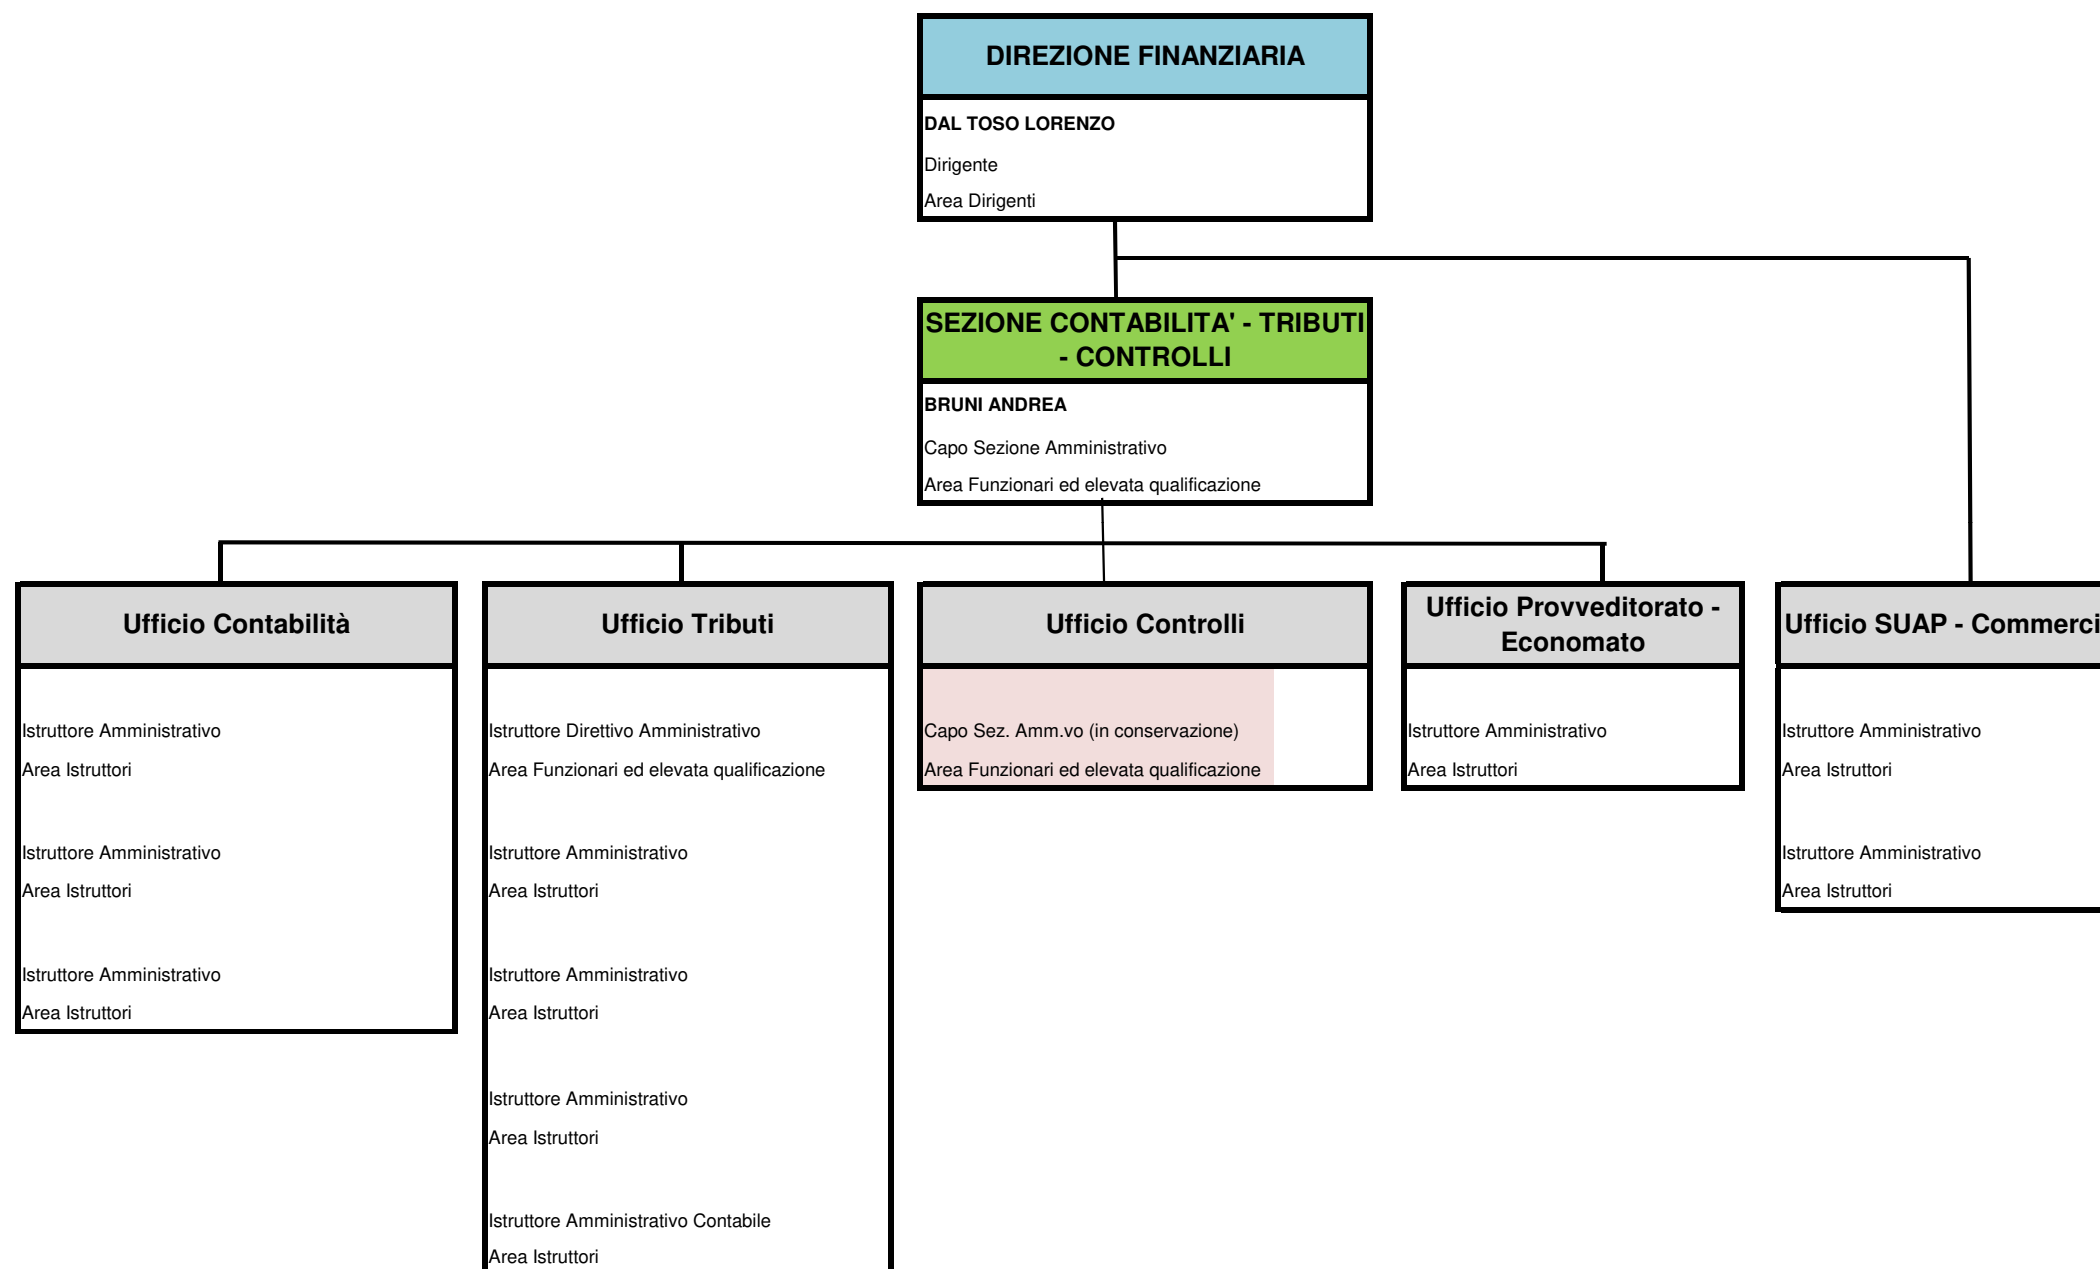 DIREZIONE FINANZIARIA
DAL TOSO LORENZO
Dirigente
Area Dirigenti
SEZIONE CONTABILITA' - TRIBUTI
- CONTROLLI
BRUNI ANDREA
Capo Sezione Amministrativo
Area Funzionari ed elevata qualificazione
Ufficio Contabilità
Istruttore Amministrativo
Area Istruttori
Istruttore Amministrativo
Area Istruttori
Istruttore Amministrativo
Area Istruttori
Ufficio Tributi
Istruttore Direttivo Amministrativo
Area Funzionari ed elevata qualificazione
Istruttore Amministrativo
Area Istruttori
Istruttore Amministrativo
Area Istruttori
Istruttore Amministrativo
Area Istruttori
Istruttore Amministrativo Contabile
Area Istruttori
Ufficio Controlli
Capo Sez. Amm.vo (in conservazione)
Area Funzionari ed elevata qualificazione
Ufficio Provveditorato -
Economato
Istruttore Amministrativo
Area Istruttori
Ufficio SUAP - Commerci
Istruttore Amministrativo
Area Istruttori
Istruttore Amministrativo
Area Istruttori